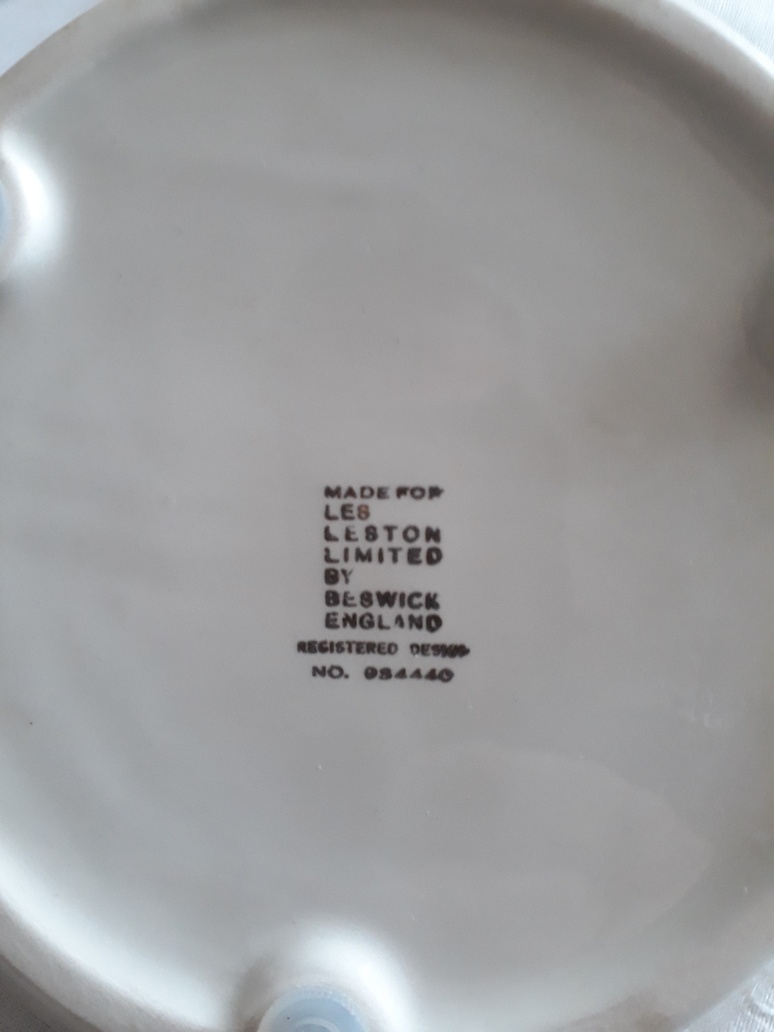 MADE FOR
LES
LESTON
LIMITED
BY
BESWICK
ENGLAND
REGISTERED DESIGN
NO. 984440